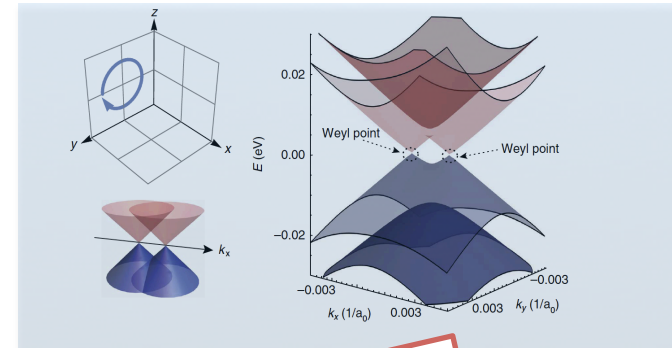 z
y
x
kx
E (eV)
0.02
0.00
−0.02
Weyl point
Weyl point
−0.003
kx (1/a0)
0.003
0.003
ky (1/a0)
−0.003